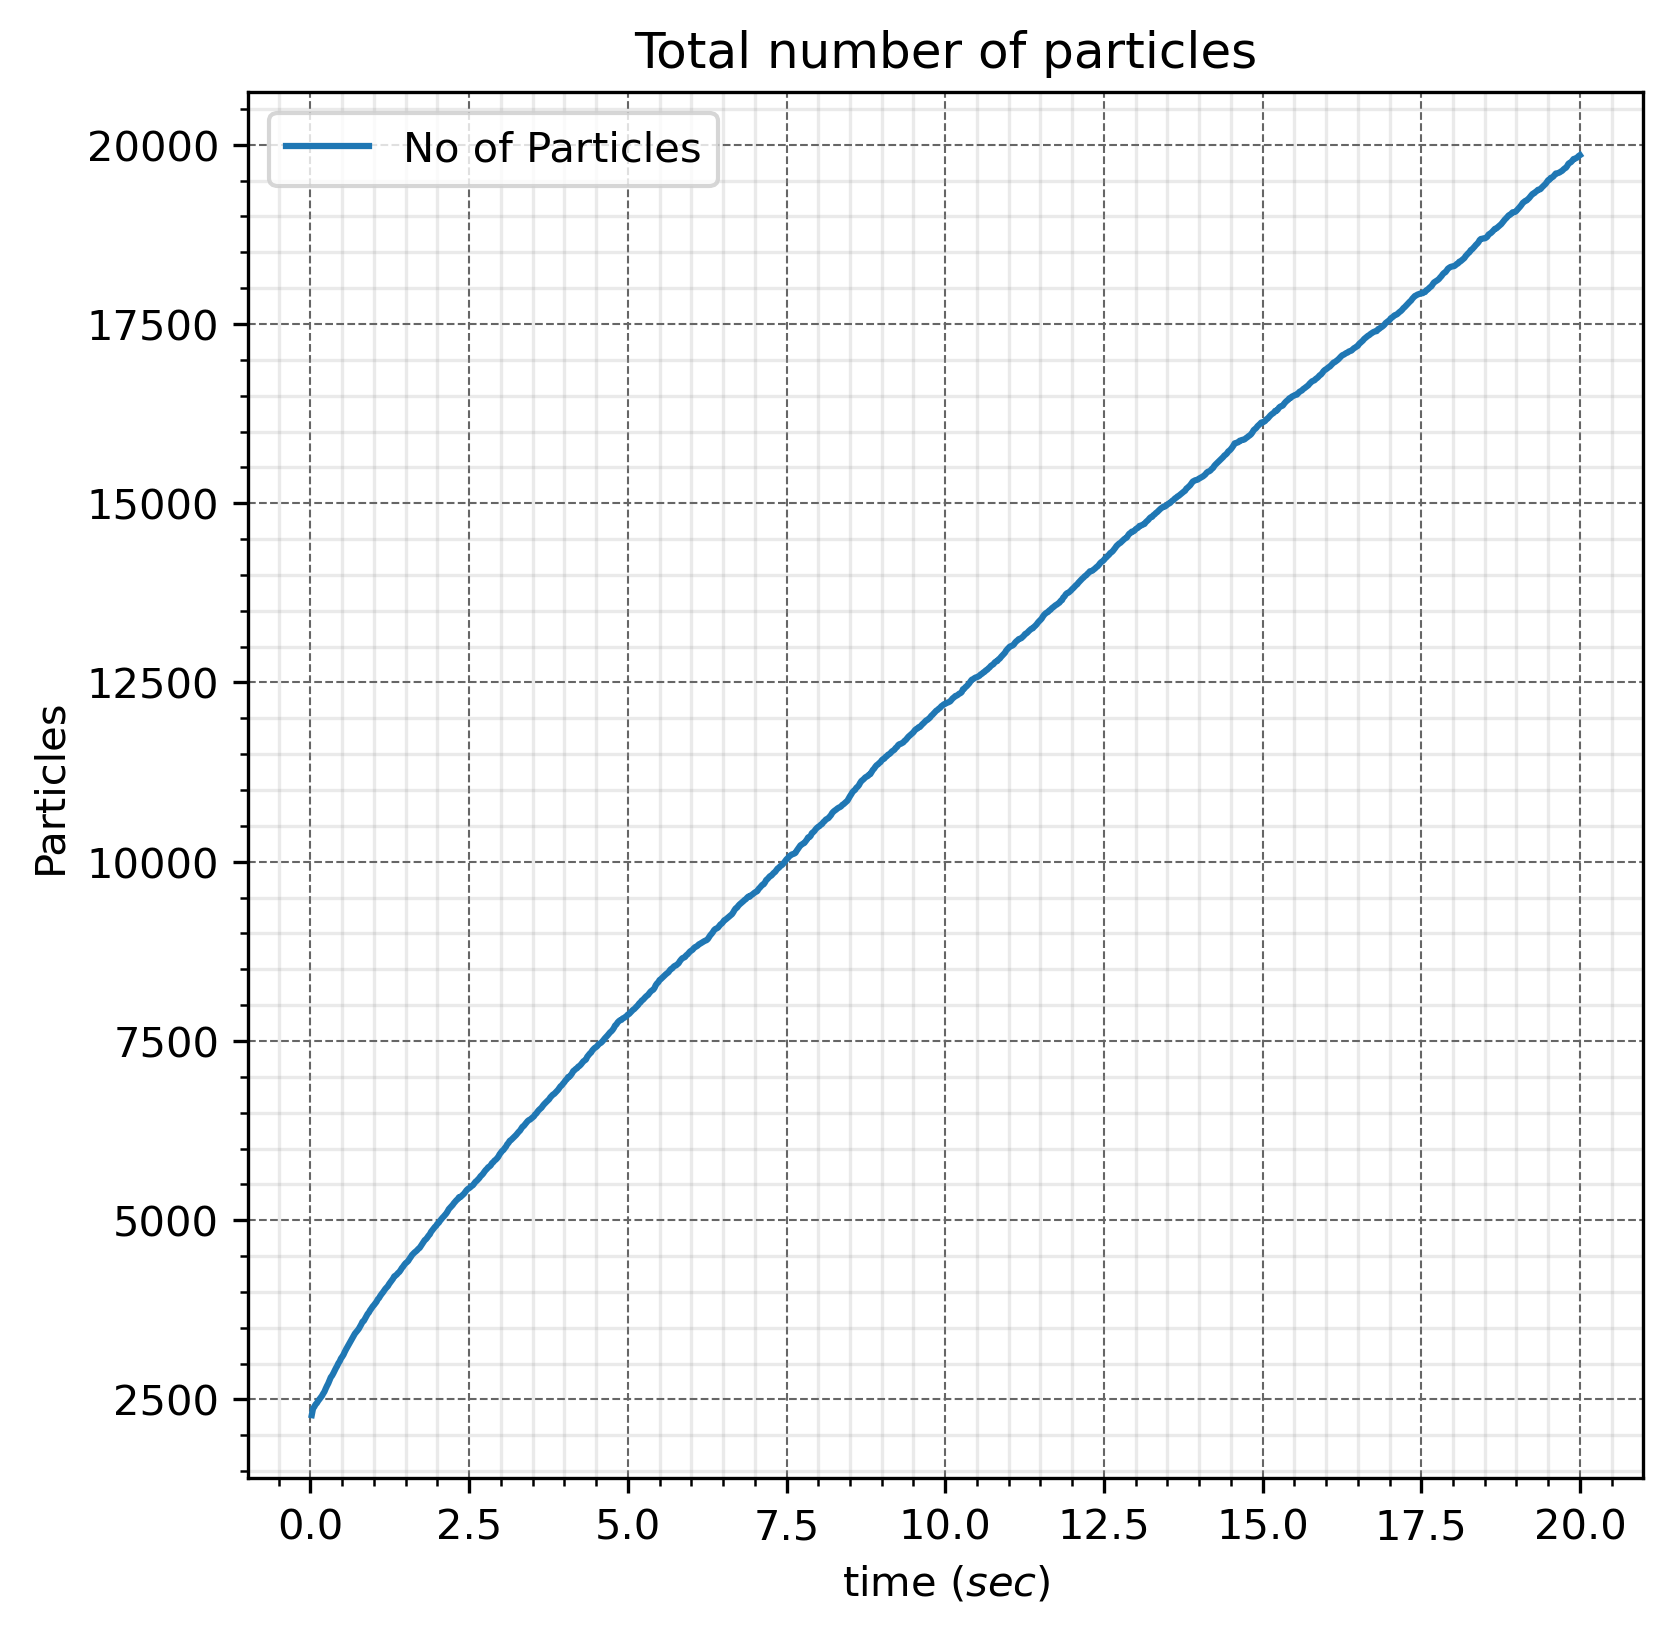 Total number of particles
No of Particles
20000
17500
15000
12500
10000
7500
5000
2500
Particles
0.0 2.5 5.0 7.5 10.0 12.5 15.0 17.5 20.0
time (sec)